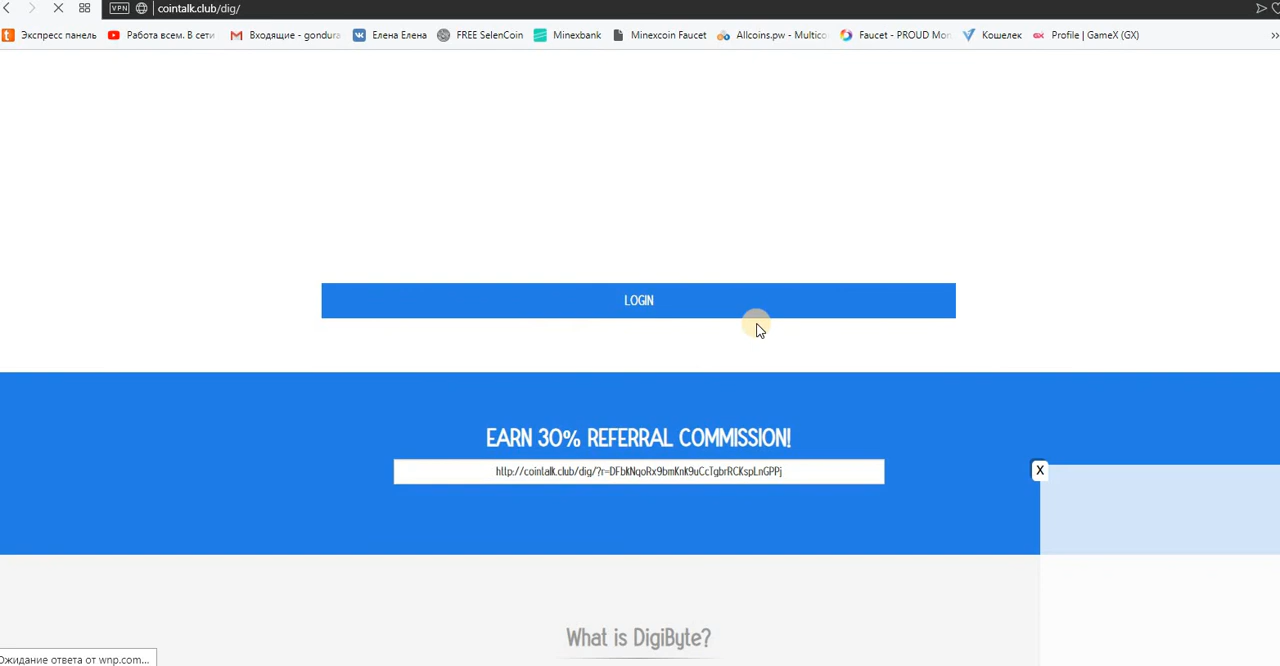 VPN cointalk.club/dig/
Экспресс панель Работа всем. В сети Входящие - gondura Елена Елена FREE SelenCoin Minexbank Minexcoin Faucet Allcoins.pw - Multico Faucet - PROUD Mon Кошелек Profile | GameX (GX)
LOGIN
EARN 30% REFERRAL COMMISSION!
http://cointalk.club/dig/?r=DFbkNqoRx9bmKnk9uCcTgbrRCKspLnGPPj
X
What is DigiByte?
Ожидание ответа от wnp.com...